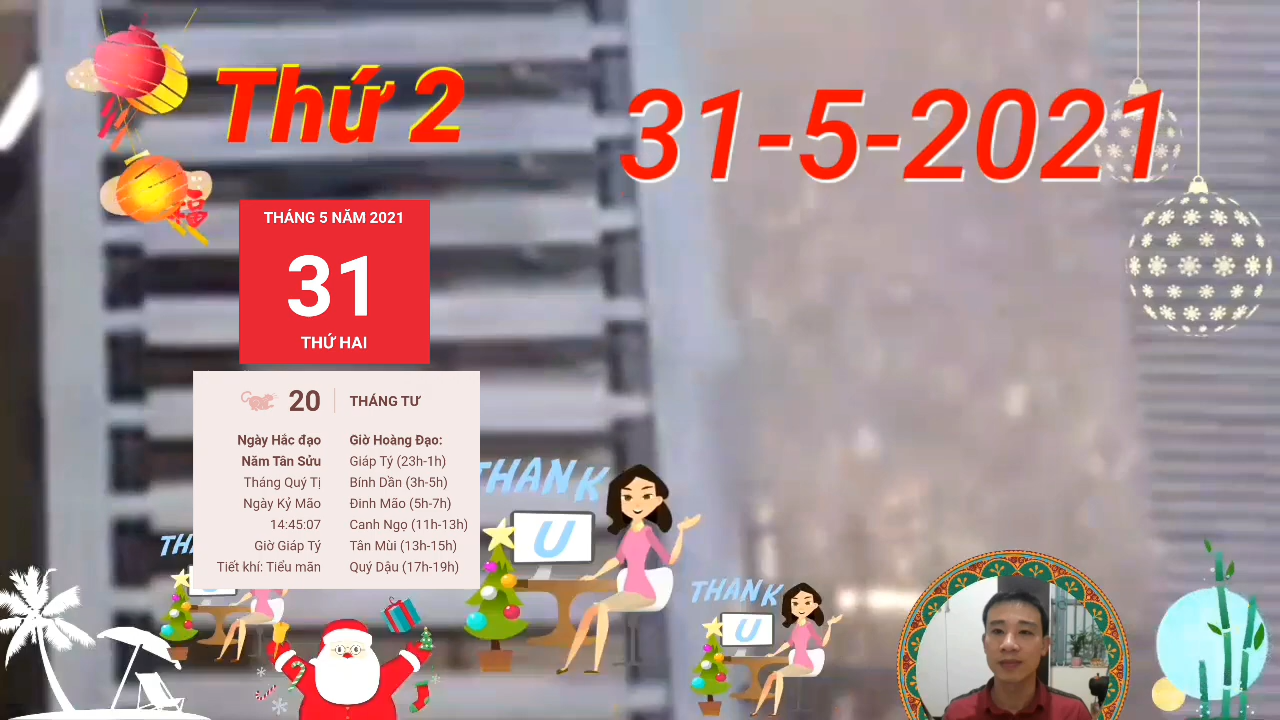 Thứ 2
31-5-2021
THÁNG 5 NĂM 2021
31
THỨ HAI
20
THÁNG TƯ
Ngày Hắc đạo
Năm Tân Sửu
Tháng Quý Tị
Ngày Kỷ Mão
14:45:07
Giờ Giáp Tý
Tiết khí: Tiểu mãn
Giờ Hoàng Đạo:
Giáp Tý (23h-1h)
Bính Dần (3h-5h)
Đinh Mão (5h-7h)
Canh Ngọ (11h-13h)
Tân Mùi (13h-15h)
Quý Dậu (17h-19h)
THANK
U
THANK
U
福